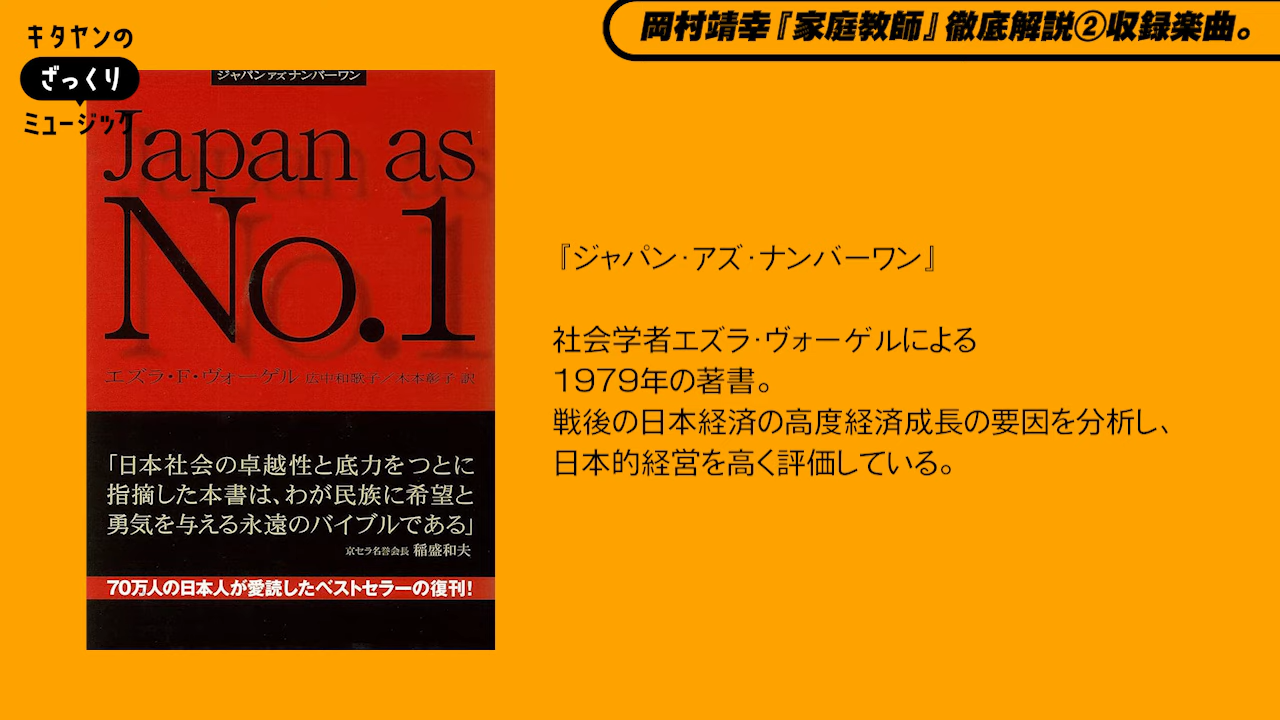 キタヤンの
ざっくり
ミュージック
岡村靖幸『家庭教師』徹底解説②収録楽曲。
ジャパン アズ ナンバーワン
Japan as
No.1
エズラ・F・ヴォーゲル 広中和歌子/木本彰子 訳
「日本社会の卓越性と底力をつとに
指摘した本書は、わが民族に希望と
勇気を与える永遠のバイブルである」
京セラ名誉会長 稲盛和夫
70万人の日本人が愛読したベストセラーの復刊!
『ジャパン・アズ・ナンバーワン』
社会学者エズラ・ヴォーゲルによる
1979年の著書。
戦後の日本経済の高度経済成長の要因を分析し、
日本的経営を高く評価している。